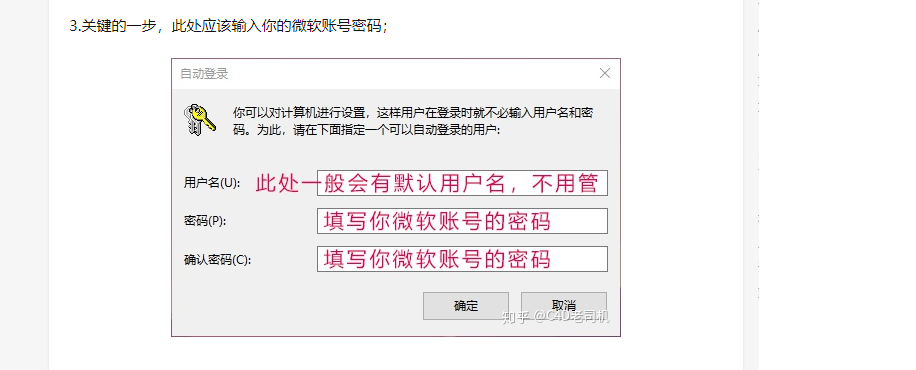 3.关键的一步，此处应该输入你的微软账号密码；
自动登录
你可以对计算机进行设置，这样用户在登录时就不必输入用户名和密
码。为此，请在下面指定一个可以自动登录的用户:
用户名(U): 此处一般会有默认用户名，不用管
密码(P): 填写你微软账号的密码
确认密码(C): 填写你微软账号的密码
确定 取消
知乎 @C4D老司机